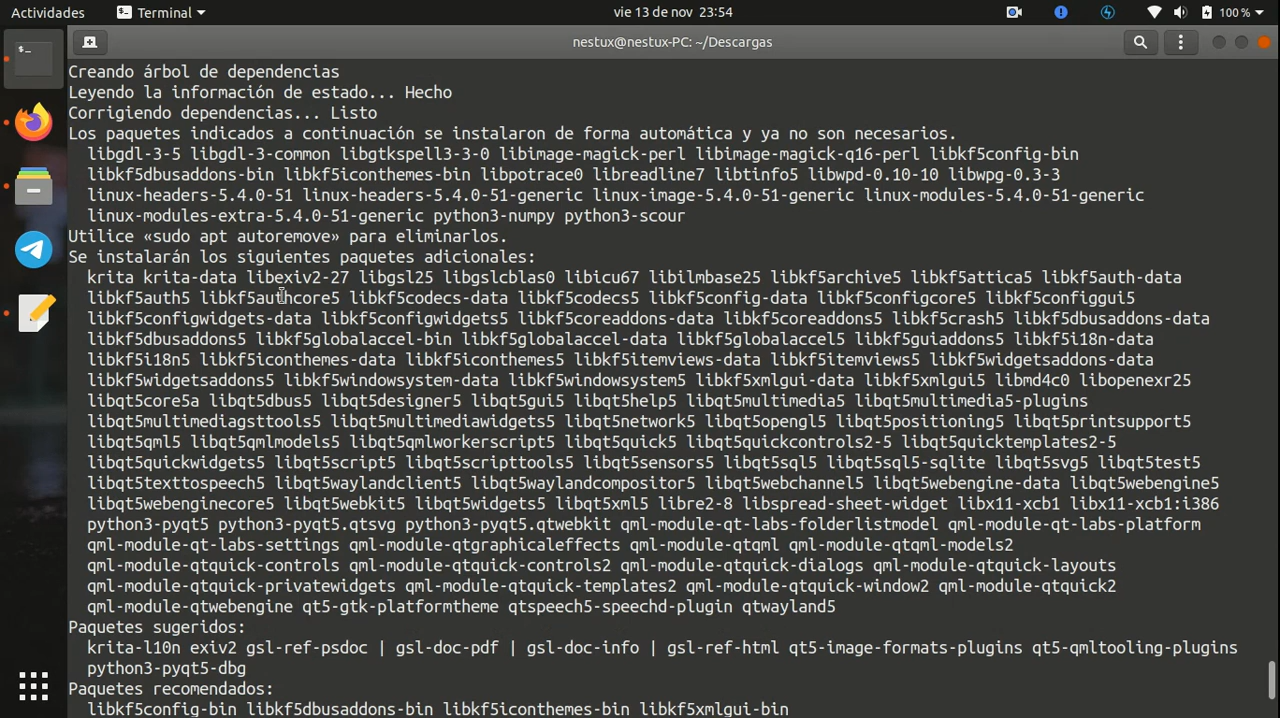 Actividades
Terminal
vie 13 de nov 23:54
100 %
nestux@nestux-PC: ~/Descargas
Creando árbol de dependencias
Leyendo la información de estado... Hecho
Corrigiendo dependencias... Listo
Los paquetes indicados a continuación se instalaron de forma automática y ya no son necesarios.
libgdl-3-5 libgdl-3-common libgtkspell3-3-0 libimage-magick-perl libimage-magick-q16-perl libkf5config-bin
libkf5dbusaddons-bin libkf5iconthemes-bin libpotrace0 libreadline7 libtinfo5 libwpd-0.10-10 libwpg-0.3-3
linux-headers-5.4.0-51 linux-headers-5.4.0-51-generic linux-image-5.4.0-51-generic linux-modules-5.4.0-51-generic
linux-modules-extra-5.4.0-51-generic python3-numpy python3-scour
Utilice «sudo apt autoremove» para eliminarlos.
Se instalarán los siguientes paquetes adicionales:
krita krita-data libexiv2-27 libgsl25 libgslcblas0 libicu67 libilmbase25 libkf5archive5 libkf5attica5 libkf5auth-data
libkf5auth5 libkf5authcore5 libkf5codecs-data libkf5codecs5 libkf5config-data libkf5configcore5 libkf5configgui5
libkf5configwidgets-data libkf5configwidgets5 libkf5coreaddons-data libkf5coreaddons5 libkf5crash5 libkf5dbusaddons-data
libkf5dbusaddons5 libkf5globalaccel-bin libkf5globalaccel-data libkf5globalaccel5 libkf5guiaddons5 libkf5i18n-data
libkf5i18n5 libkf5iconthemes-data libkf5iconthemes5 libkf5itemviews-data libkf5itemviews5 libkf5widgetsaddons-data
libkf5widgetsaddons5 libkf5windowsystem-data libkf5windowsystem5 libkf5xmlgui-data libkf5xmlgui5 libmd4c0 libopenexr25
libqt5core5a libqt5dbus5 libqt5designer5 libqt5gui5 libqt5help5 libqt5multimedia5 libqt5multimedia5-plugins
libqt5multimediagsttools5 libqt5multimediawidgets5 libqt5network5 libqt5opengl5 libqt5positioning5 libqt5printsupport5
libqt5qml5 libqt5qmlmodels5 libqt5qmlworkerscript5 libqt5quick5 libqt5quickcontrols2-5 libqt5quicktemplates2-5
libqt5quickwidgets5 libqt5script5 libqt5scripttools5 libqt5sensors5 libqt5sql5 libqt5sql5-sqlite libqt5svg5 libqt5test5
libqt5texttospeech5 libqt5waylandclient5 libqt5waylandcompositor5 libqt5webchannel5 libqt5webengine-data libqt5webengine5
libqt5webenginecore5 libqt5webkit5 libqt5widgets5 libqt5xml5 libre2-8 libspread-sheet-widget libx11-xcb1 libx11-xcb1:i386
python3-pyqt5 python3-pyqt5.qtsvg python3-pyqt5.qtwebkit qml-module-qt-labs-folderlistmodel qml-module-qt-labs-platform
qml-module-qt-labs-settings qml-module-qtgraphicaleffects qml-module-qtqml qml-module-qtqml-models2
qml-module-qtquick-controls qml-module-qtquick-controls2 qml-module-qtquick-dialogs qml-module-qtquick-layouts
qml-module-qtquick-privatewidgets qml-module-qtquick-templates2 qml-module-qtquick-window2 qml-module-qtquick2
qml-module-qtwebengine qt5-gtk-platformtheme qtspeech5-speechd-plugin qtwayland5
Paquetes sugeridos:
krita-l10n exiv2 gsl-ref-psdoc | gsl-doc-pdf | gsl-doc-info | gsl-ref-html qt5-image-formats-plugins qt5-qmltooling-plugins
python3-pyqt5-dbg
Paquetes recomendados:
libkf5config-bin libkf5dbusaddons-bin libkf5iconthemes-bin libkf5xmlgui-bin